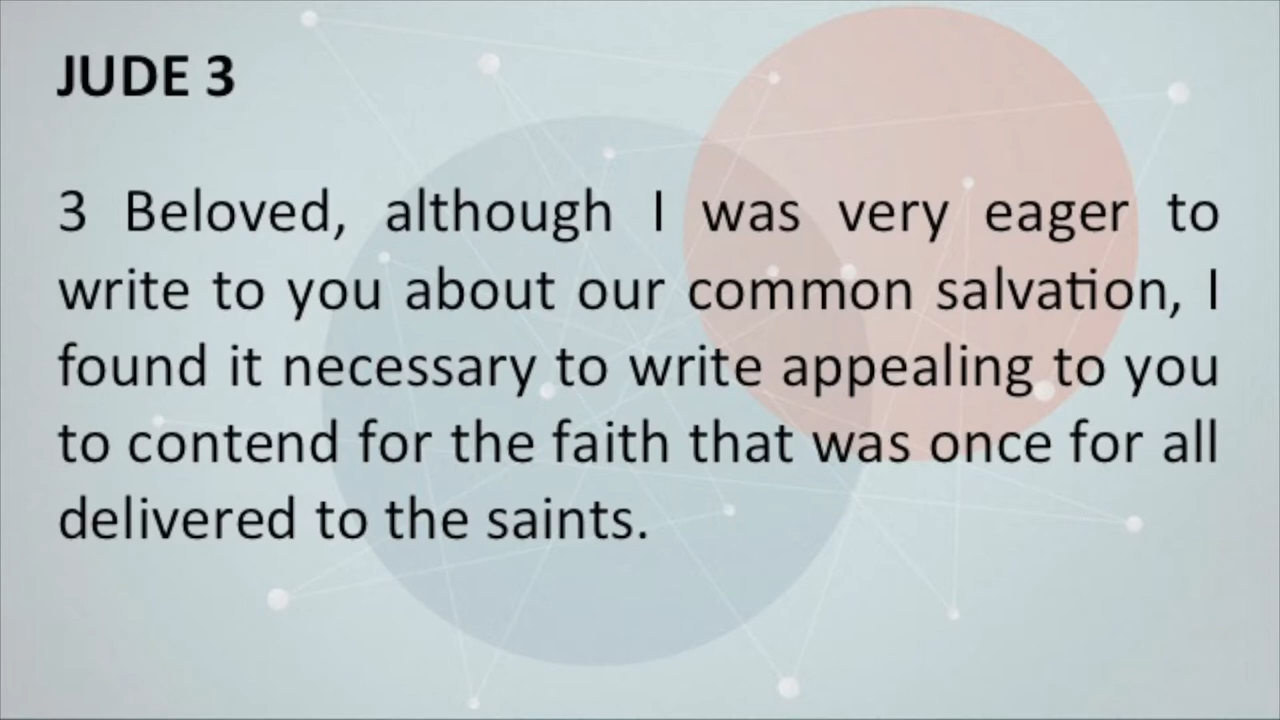 JUDE 3
3 Beloved, although I was very eager to
write to you about our common salvation, I
found it necessary to write appealing to you
to contend for the faith that was once for all
delivered to the saints.